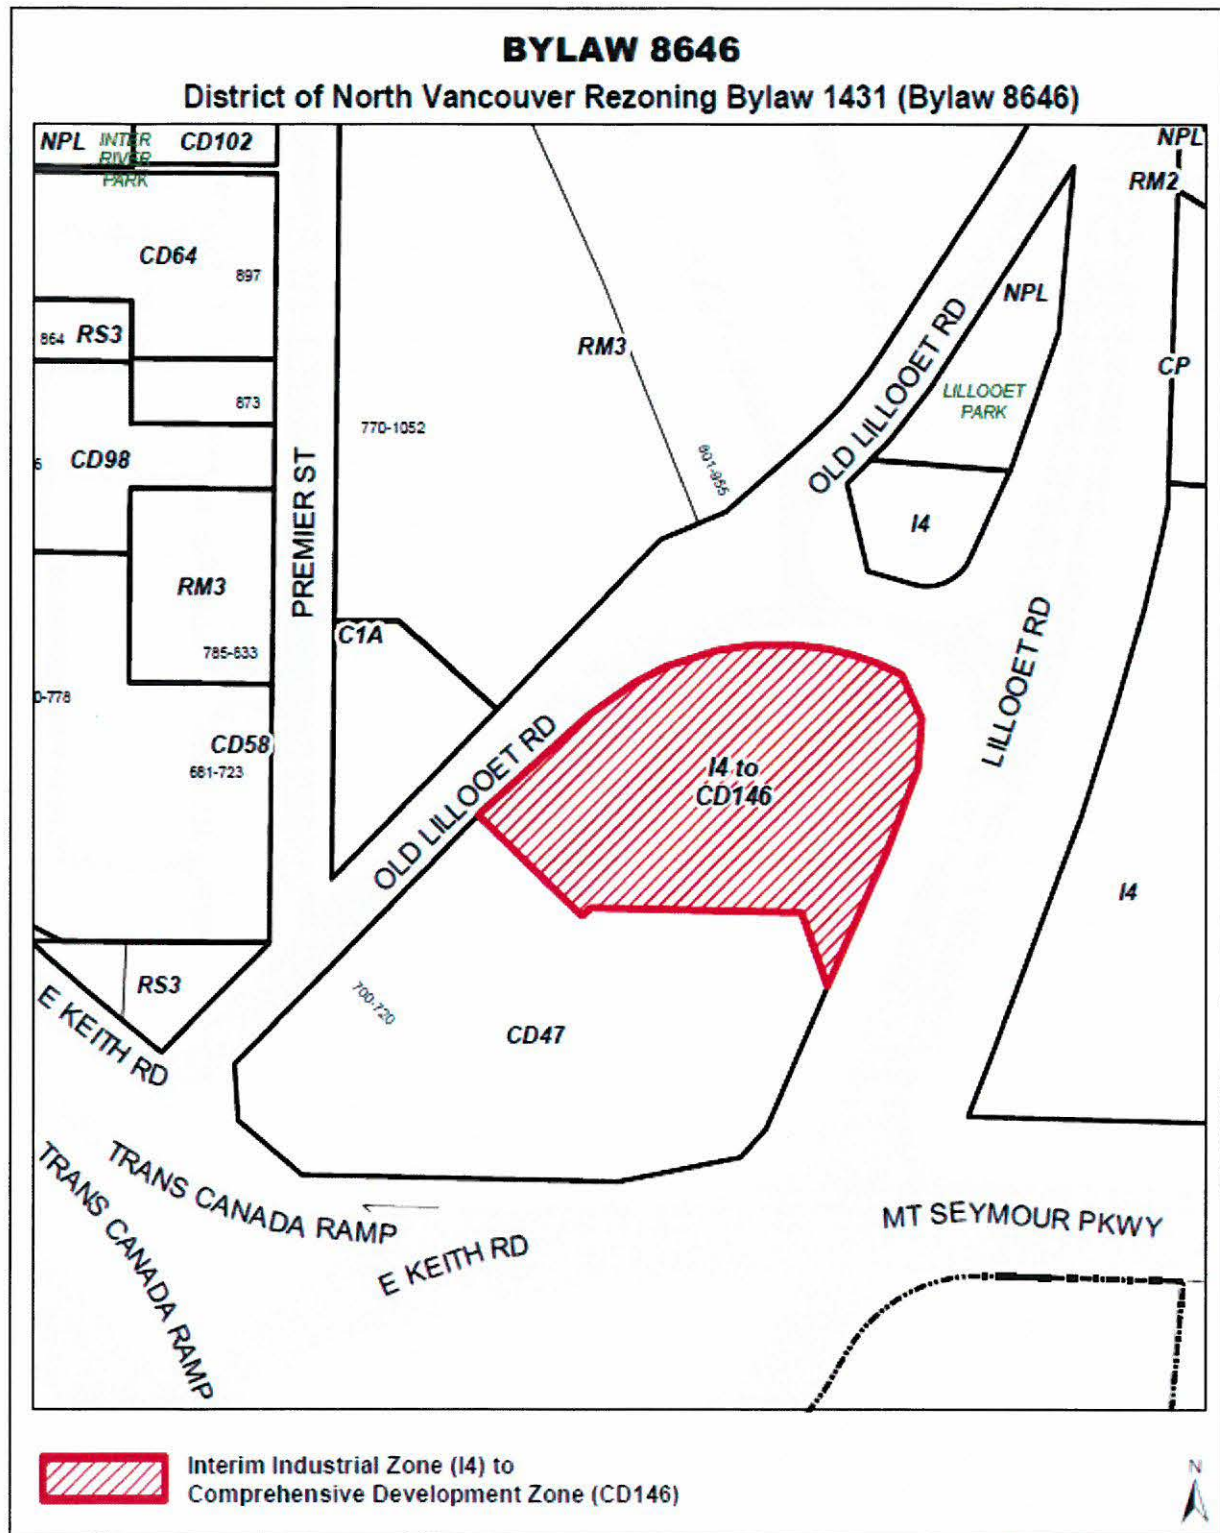 BYLAW 8646
District of North Vancouver Rezoning Bylaw 1431 (Bylaw 8646)
NPL
INTER
RIVER
PARK
CD102
NPL
RM2
CD64
897
NPL
864
RS3
RM3
OLD LILLOOET RD
CP
LILLOOET
PARK
873
770-1052
CD98
6
801-955
PREMIER ST
I4
RM3
785-833
C1A
LILLOOET RD
0-778
CD58
681-723
OLD LILLOOET RD
I4 to
CD146
I4
RS3
700-720
CD47
E KEITH RD
TRANS CANADA RAMP
TRANS CANADA RAMP
E KEITH RD
MT SEYMOUR PKWY
Interim Industrial Zone (I4) to
Comprehensive Development Zone (CD146)
N